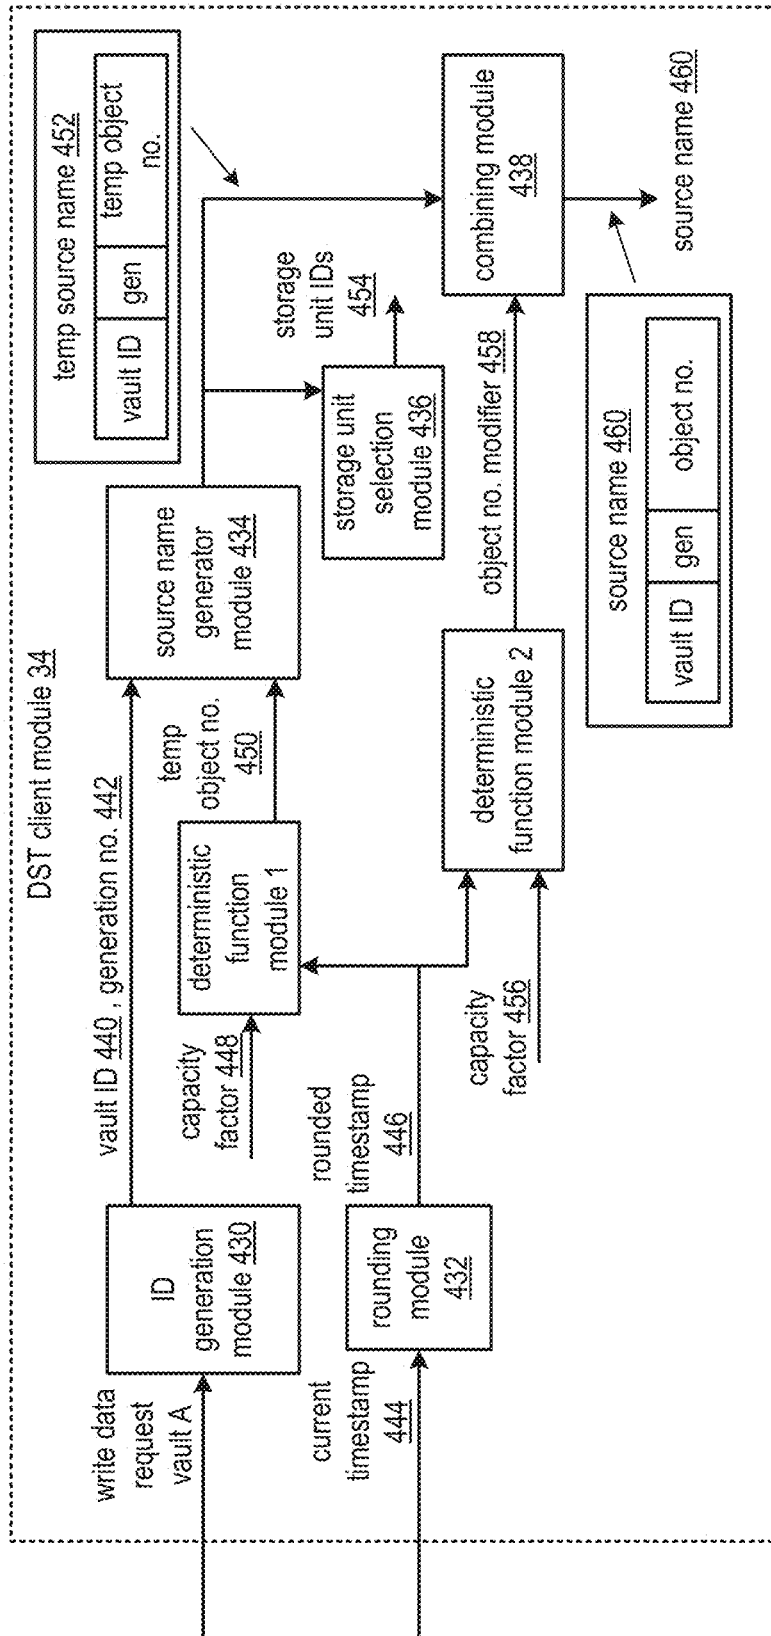 DST client module 34
write data
request
vault A
ID
generation
module 430
vault ID 440 , generation no. 442
current
timestamp
444
rounding
module
432
rounded
timestamp
446
capacity
factor 448
deterministic
function
module 1
temp
object no.
450
source name
generator
module 434
temp source name 452
vault ID
gen
temp object
no.
storage unit
selection
module 436
storage
unit IDs
454
capacity
factor 456
deterministic
function module 2
object no. modifier 458
combining module
438
source name 460
source name 460
vault ID
gen
object no.